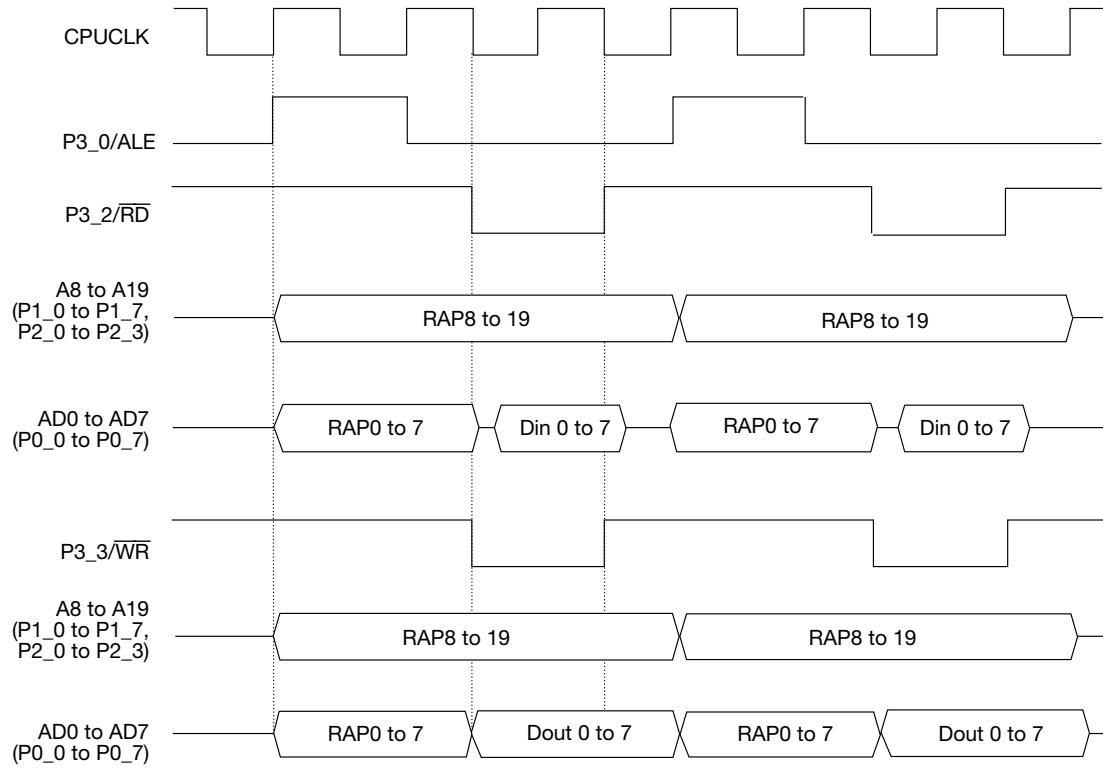 CPUCLK
P3_0/ALE
P3_2/RD
A8 to A19
(P1_0 to P1_7,
P2_0 to P2_3)
RAP8 to 19
RAP8 to 19
AD0 to AD7
(P0_0 to P0_7)
RAP0 to 7
Din 0 to 7
RAP0 to 7
Din 0 to 7
P3_3/WR
A8 to A19
(P1_0 to P1_7,
P2_0 to P2_3)
RAP8 to 19
RAP8 to 19
AD0 to AD7
(P0_0 to P0_7)
RAP0 to 7
Dout 0 to 7
RAP0 to 7
Dout 0 to 7